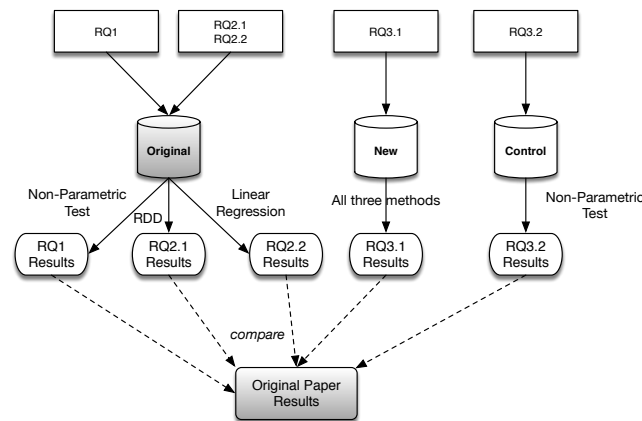 RQ1
RQ2.1
RQ2.2
RQ3.1
RQ3.2
Original
New
Control
Non-Parametric
Test
RDD
Linear
Regression
All three methods
Non-Parametric
Test
RQ1
Results
RQ2.1
Results
RQ2.2
Results
RQ3.1
Results
RQ3.2
Results
compare
Original Paper
Results